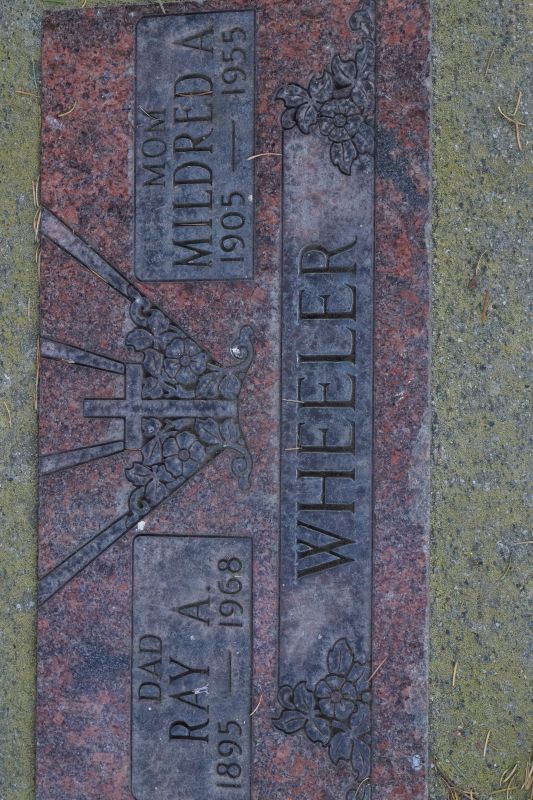 DAD
RAY A.
1895 — 1968
MOM
MILDRED A
1905 — 1955
WHEELER